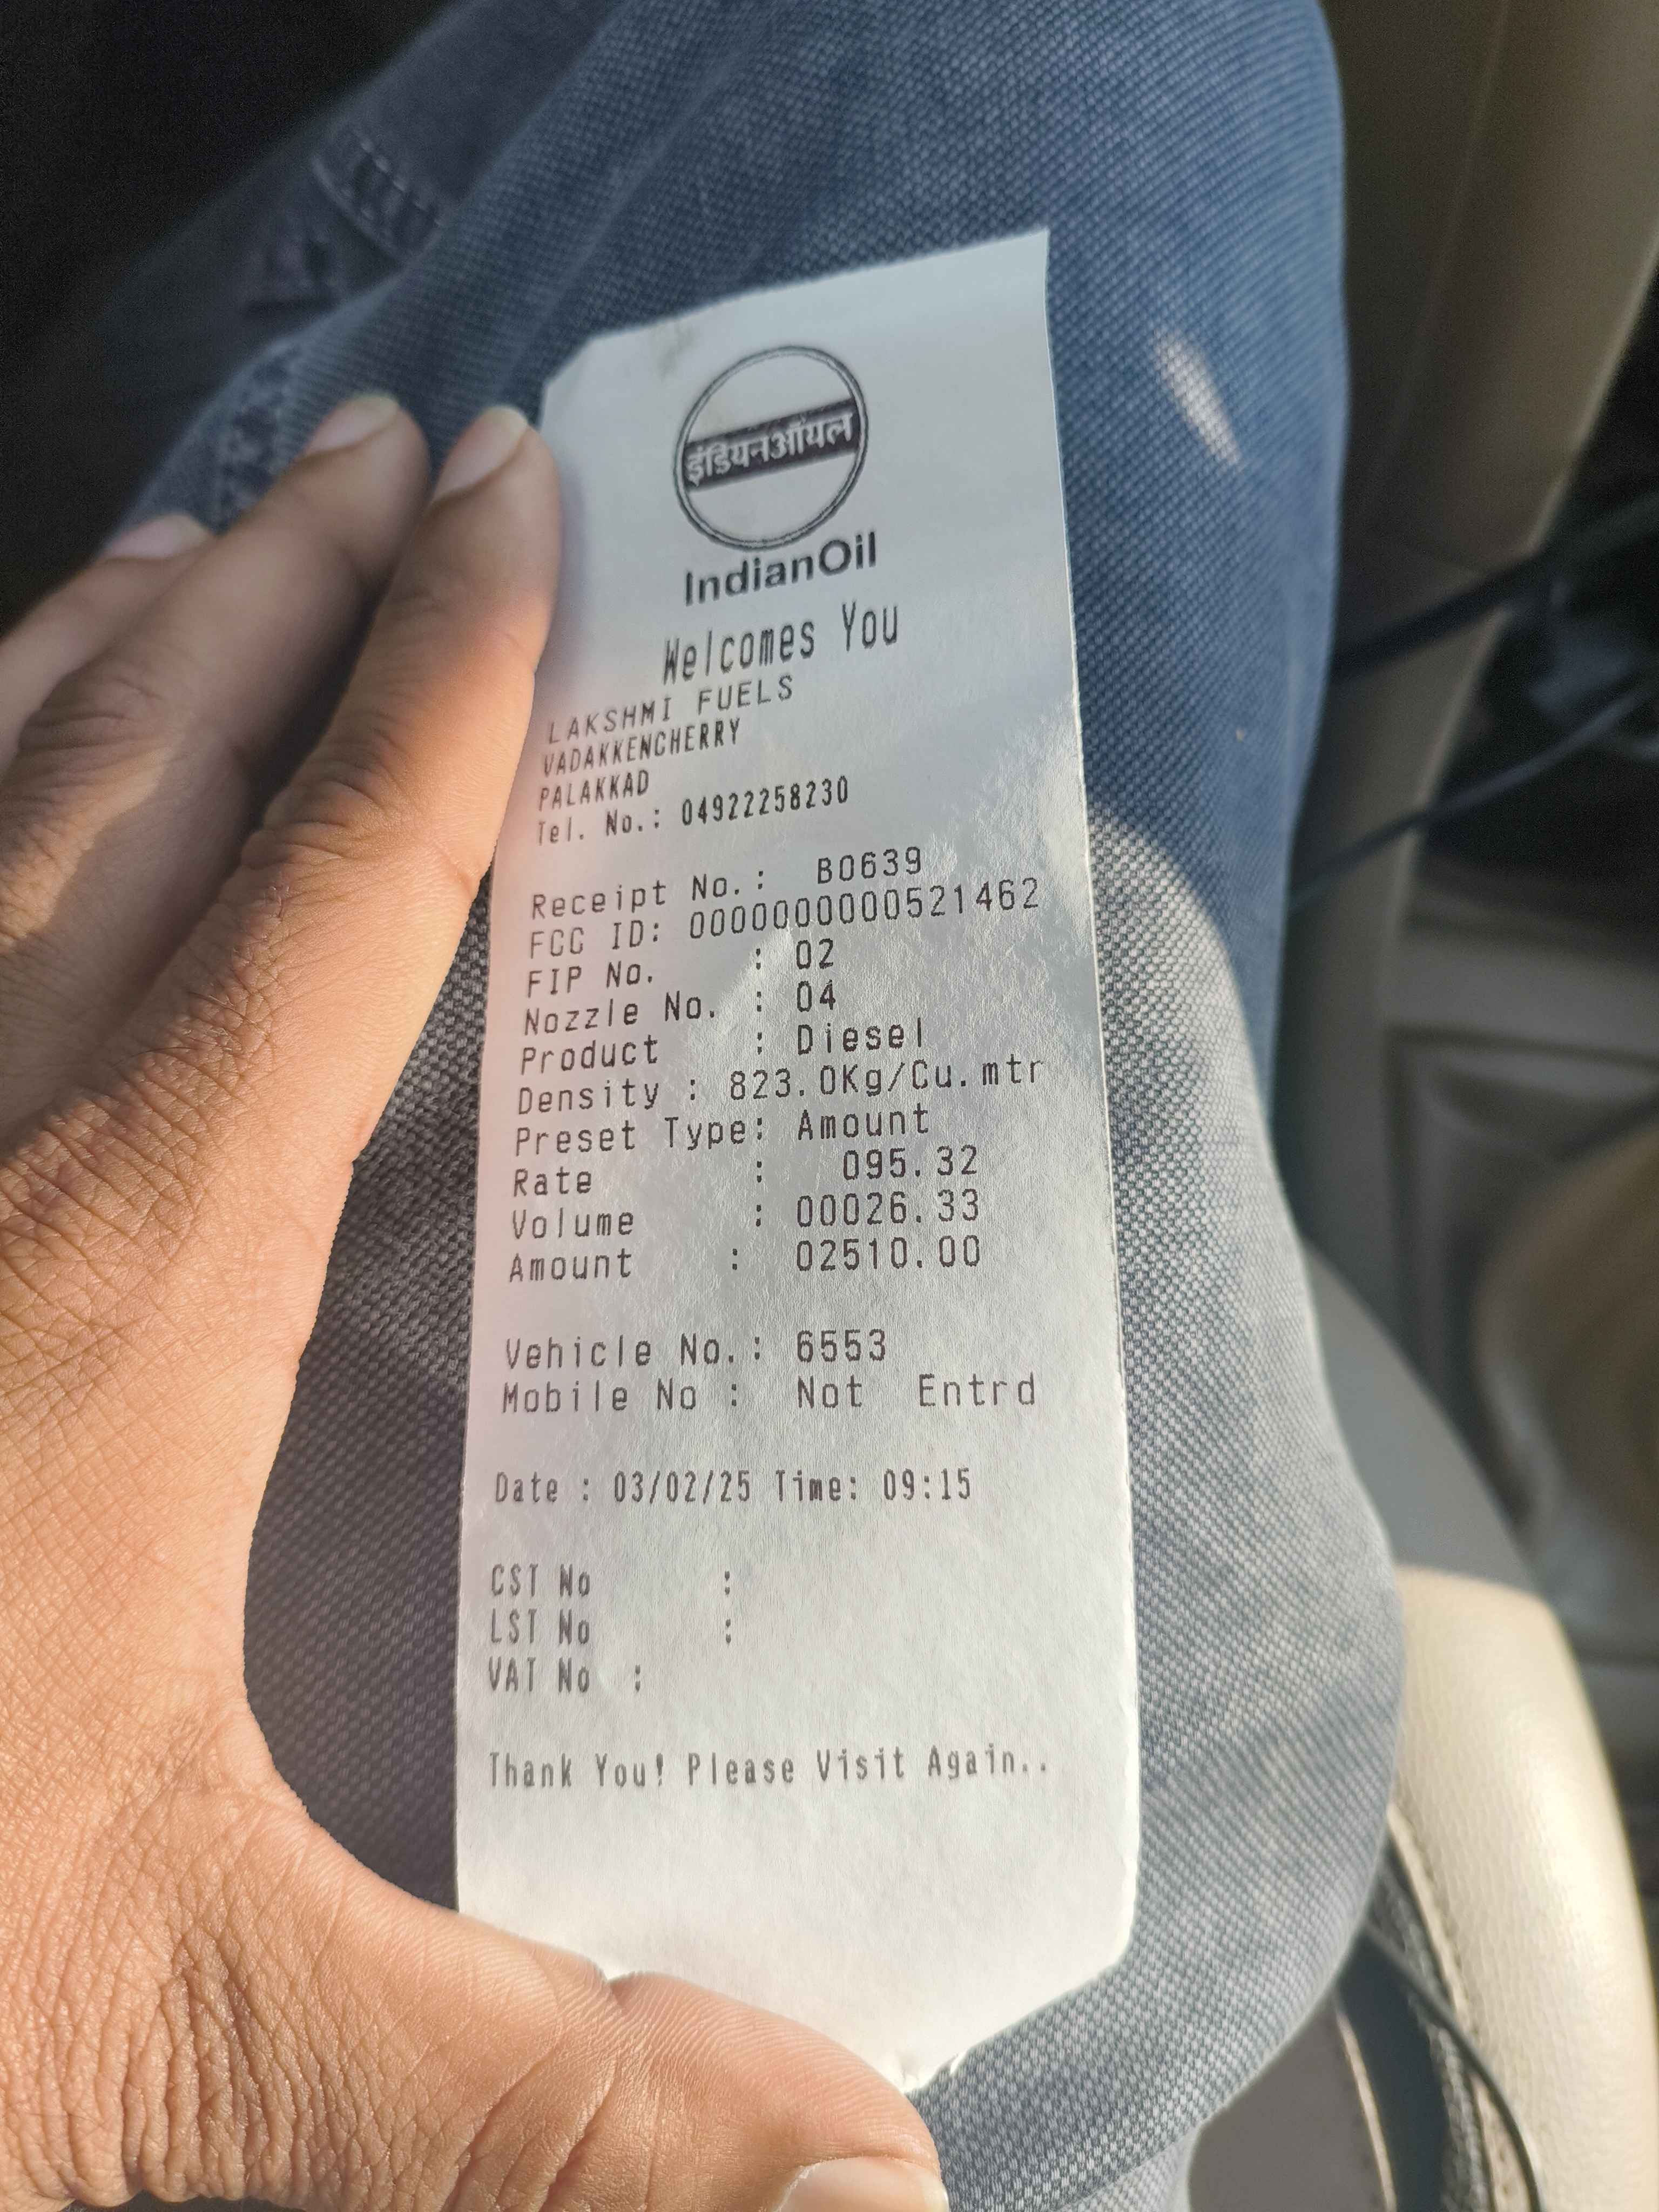 इंडियनऑयल
IndianOil
Welcomes You
LAKSHMI FUELS
VADAKKENCHERRY
PALAKKAD
Tel. No.: 04922258230
Receipt No.: B0639
FCC ID: 0000000000521462
FIP No. : 02
Nozzle No. : 04
Product : Diesel
Density : 823.0Kg/Cu.mtr
Preset Type: Amount
Rate : 095.32
Volume : 00026.33
Amount : 02510.00
Vehicle No.: 6553
Mobile No : Not Entrd
Date : 03/02/25 Time: 09:15
CST No :
LST No :
VAT No :
Thank You! Please Visit Again..